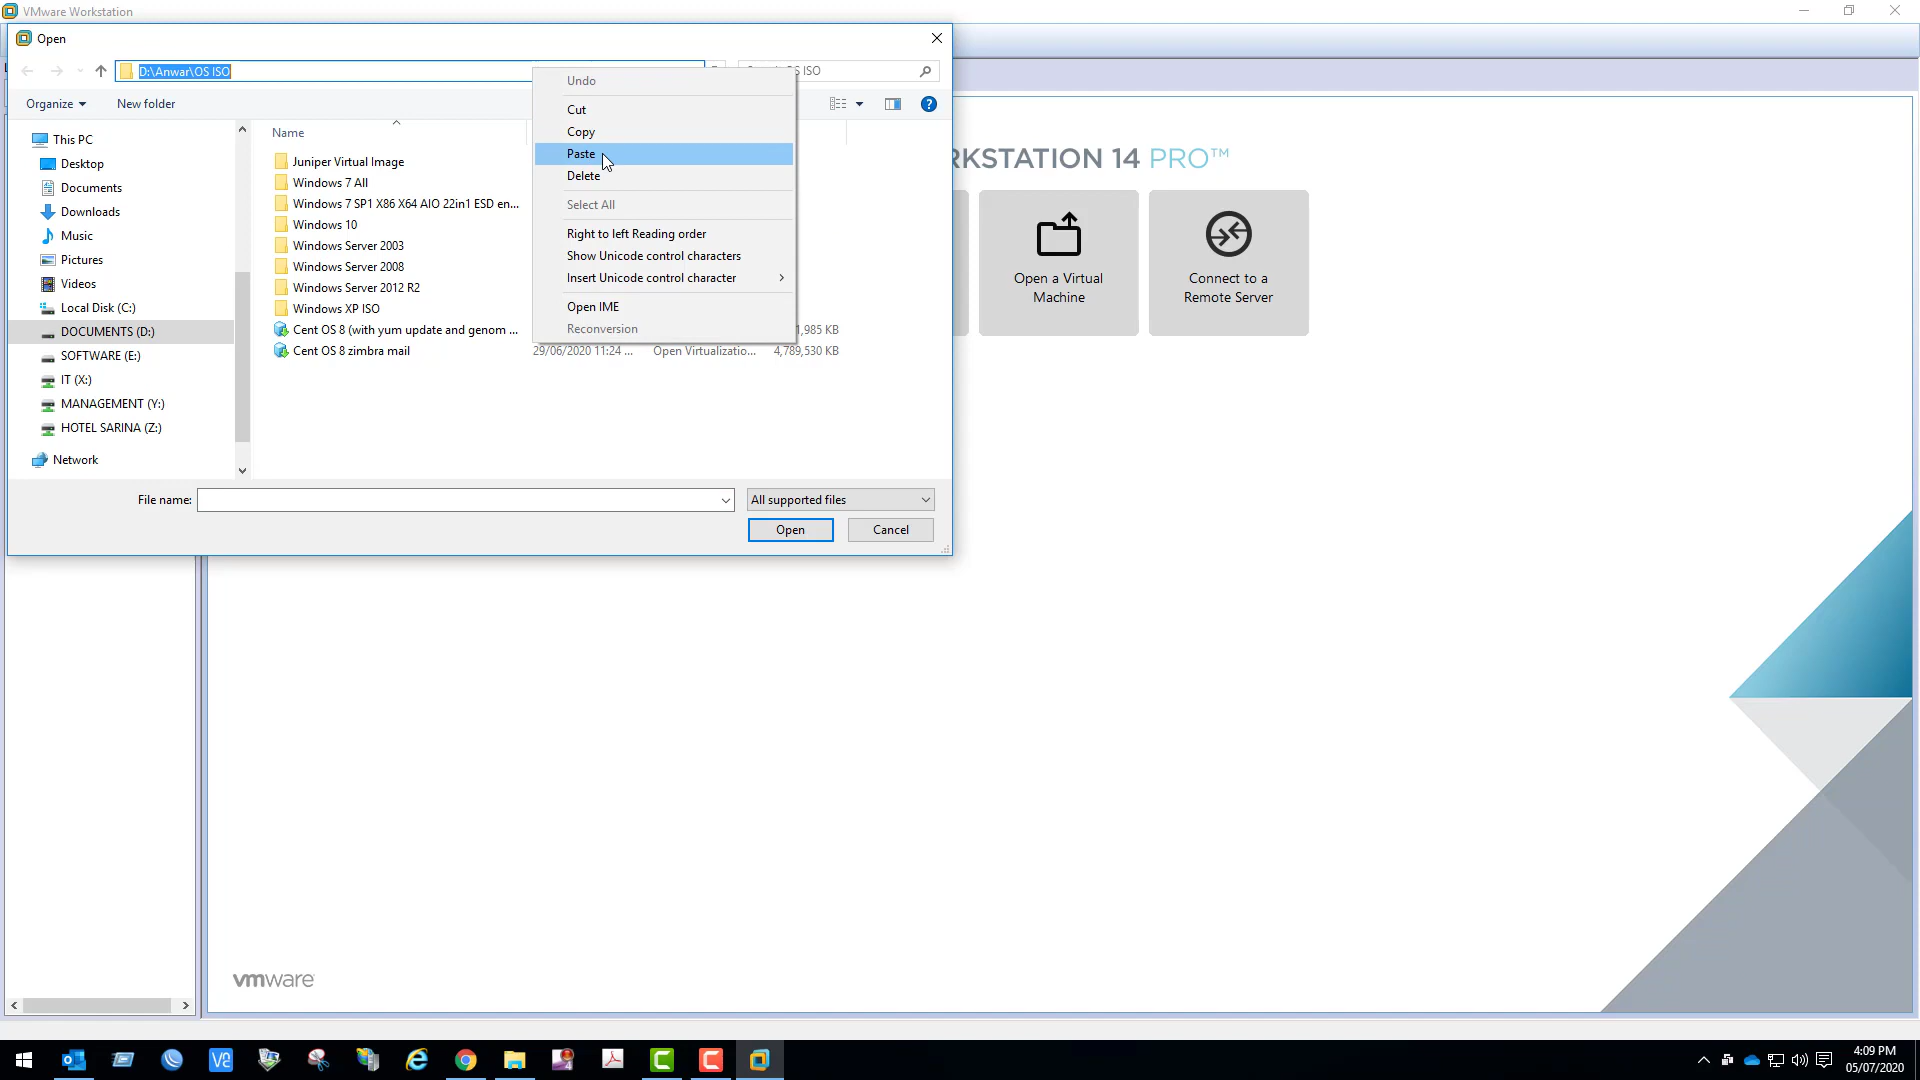 VMware Workstation
Open
D:\Anwar\OS ISO
S ISO
Organize
New folder
This PC
Desktop
Documents
Downloads
Music
Pictures
Videos
Local Disk (C:)
DOCUMENTS (D:)
SOFTWARE (E:)
IT (X:)
MANAGEMENT (Y:)
HOTEL SARINA (Z:)
Network
Name
Juniper Virtual Image
Windows 7 All
Windows 7 SP1 X86 X64 AIO 22in1 ESD en...
Windows 10
Windows Server 2003
Windows Server 2008
Windows Server 2012 R2
Windows XP ISO
Cent OS 8 (with yum update and genom ...
,985 KB
Cent OS 8 zimbra mail 29/06/2020 11:24 ... Open Virtualizatio... 4,789,530 KB
Undo
Cut
Copy
Paste
Delete
Select All
Right to left Reading order
Show Unicode control characters
Insert Unicode control character
Open IME
Reconversion
File name:
All supported files
Open
Cancel
RKSTATION 14 PRO™
Open a Virtual
Machine
Connect to a
Remote Server
vmware
4:09 PM
05/07/2020